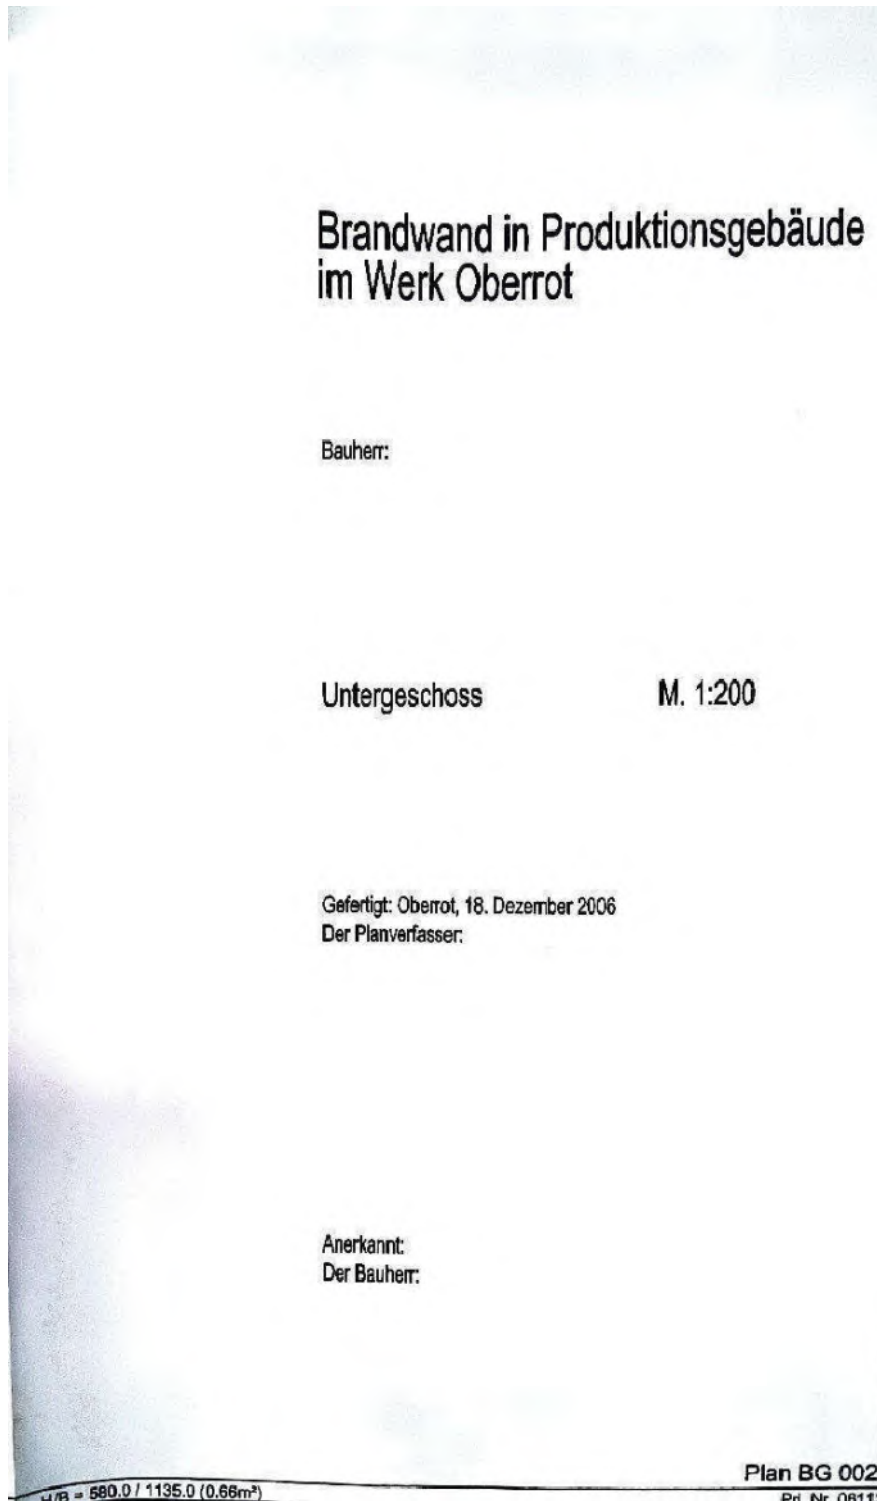 Brandwand in Produktionsgebäude
im Werk Oberrot
Bauherr:
Untergeschoss M. 1:200
Gefertigt: Oberrot, 18. Dezember 2006
Der Planverfasser:
Anerkannt:
Der Bauherr:
Plan BG 002
H/B = 580.0 / 1135.0 (0.66m²)